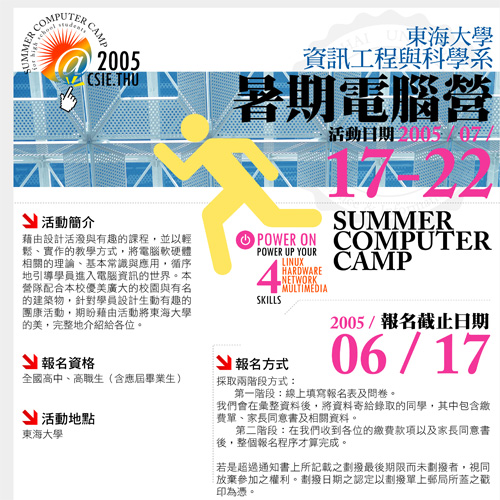 SUMMER COMPUTER CAMP
for high school students
@
2005
CSIE.THU
東海大學
資訊工程與科學系
暑期電腦營
活動日期 2005 / 07 /
17-22
SUMMER
COMPUTER
CAMP
POWER ON
POWER UP YOUR
4
LINUX
HARDWARE
NETWORK
MULTIMEDIA
SKILLS
活動簡介
藉由設計活潑與有趣的課程，並以輕
鬆、實作的教學方式，將電腦軟硬體
相關的理論、基本常識與應用，循序
地引導學員進入電腦資訊的世界。本
營隊配合本校優美廣大的校園與有名
的建築物，針對學員設計生動有趣的
團康活動，期盼藉由活動將東海大學
的美，完整地介紹給各位。
2005 / 報名截止日期
06 / 17
報名資格
全國高中、高職生（含應屆畢業生）
活動地點
東海大學
報名方式
採取兩階段方式：
第一階段：線上填寫報名表及問卷。
我們會在彙整資料後，將資料寄給錄取的同學，其中包含繳
費單、家長同意書及相關資料。
第二階段：在我們收到各位的繳費款項以及家長同意書
後，整個報名程序才算完成。
若是超過通知書上所記載之劃撥最後期限而未劃撥者，視同
放棄參加之權利。劃撥日期之認定以劃撥單上郵局所蓋之戳
印為憑。